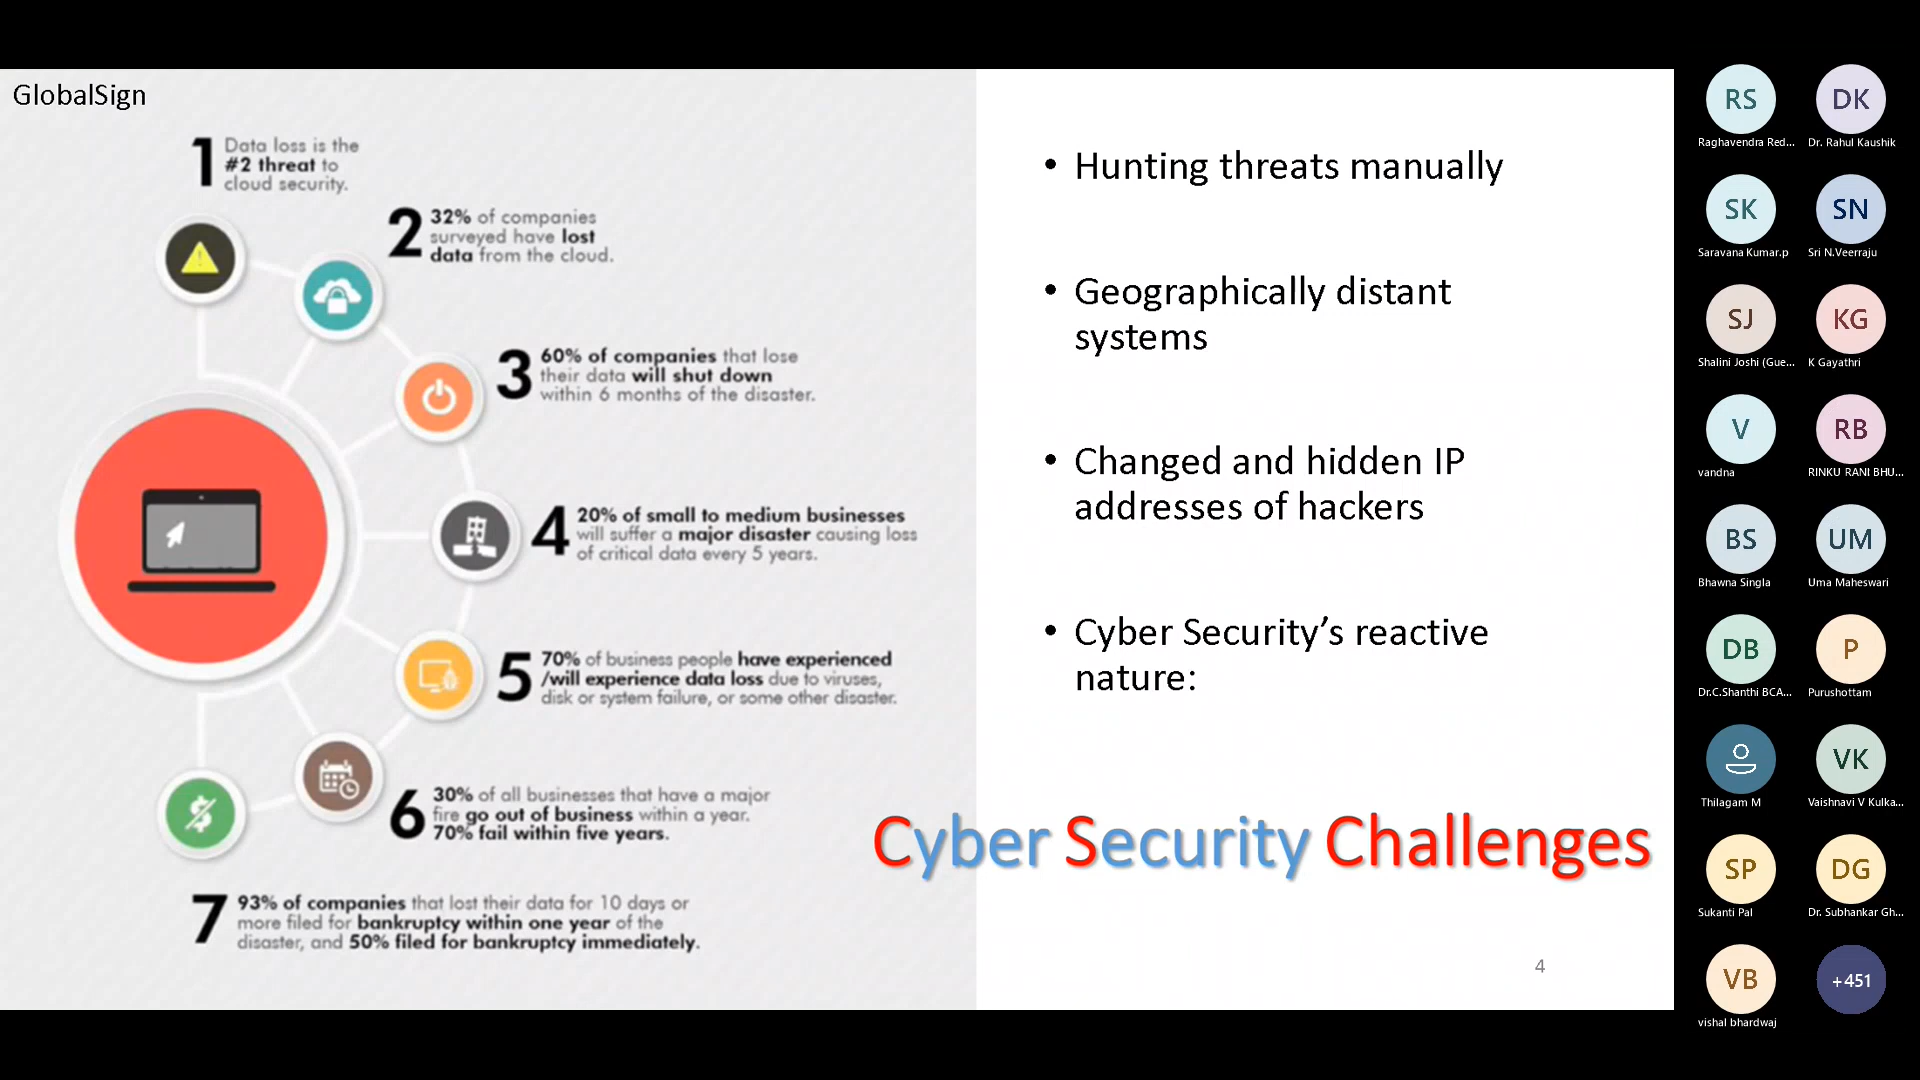 GlobalSign
1 Data loss is the
#2 threat to
cloud security.
2 32% of companies
surveyed have lost
data from the cloud.
3 60% of companies that lose
their data will shut down
within 6 months of the disaster.
4 20% of small to medium businesses
will suffer a major disaster causing loss
of critical data every 5 years.
5 70% of business people have experienced
/will experience data loss due to viruses,
disk or system failure, or some other disaster.
6 30% of all businesses that have a major
fire go out of business within a year.
70% fail within five years.
7 93% of companies that lost their data for 10 days or
more filed for bankruptcy within one year of the
disaster, and 50% filed for bankruptcy immediately.
• Hunting threats manually
• Geographically distant
systems
• Changed and hidden IP
addresses of hackers
• Cyber Security’s reactive
nature:
Cyber Security Challenges
4
RS
Raghavendra Red...
DK
Dr. Rahul Kaushik
SK
Saravana Kumar.p
SN
Sri N.Veerraju
SJ
Shalini Joshi (Gue...
KG
K Gayathri
V
vandna
RB
RINKU RANI BHU...
BS
Bhawna Singla
UM
Uma Maheswari
DB
Dr.C.Shanthi BCA...
P
Purushottam
Thilagam M
VK
Vaishnavi V Kulka...
SP
Sukanti Pal
DG
Dr. Subhankar Gh...
VB
vishal bhardwaj
+451